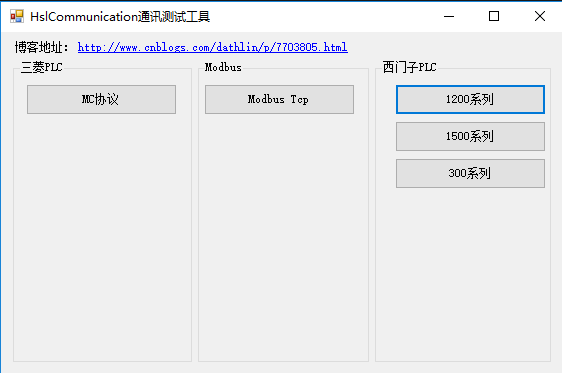 HslCommunication通讯测试工具
博客地址： http://www.cnblogs.com/dathlin/p/7703805.html
三菱PLC
MC协议
Modbus
Modbus Tcp
西门子PLC
1200系列
1500系列
300系列